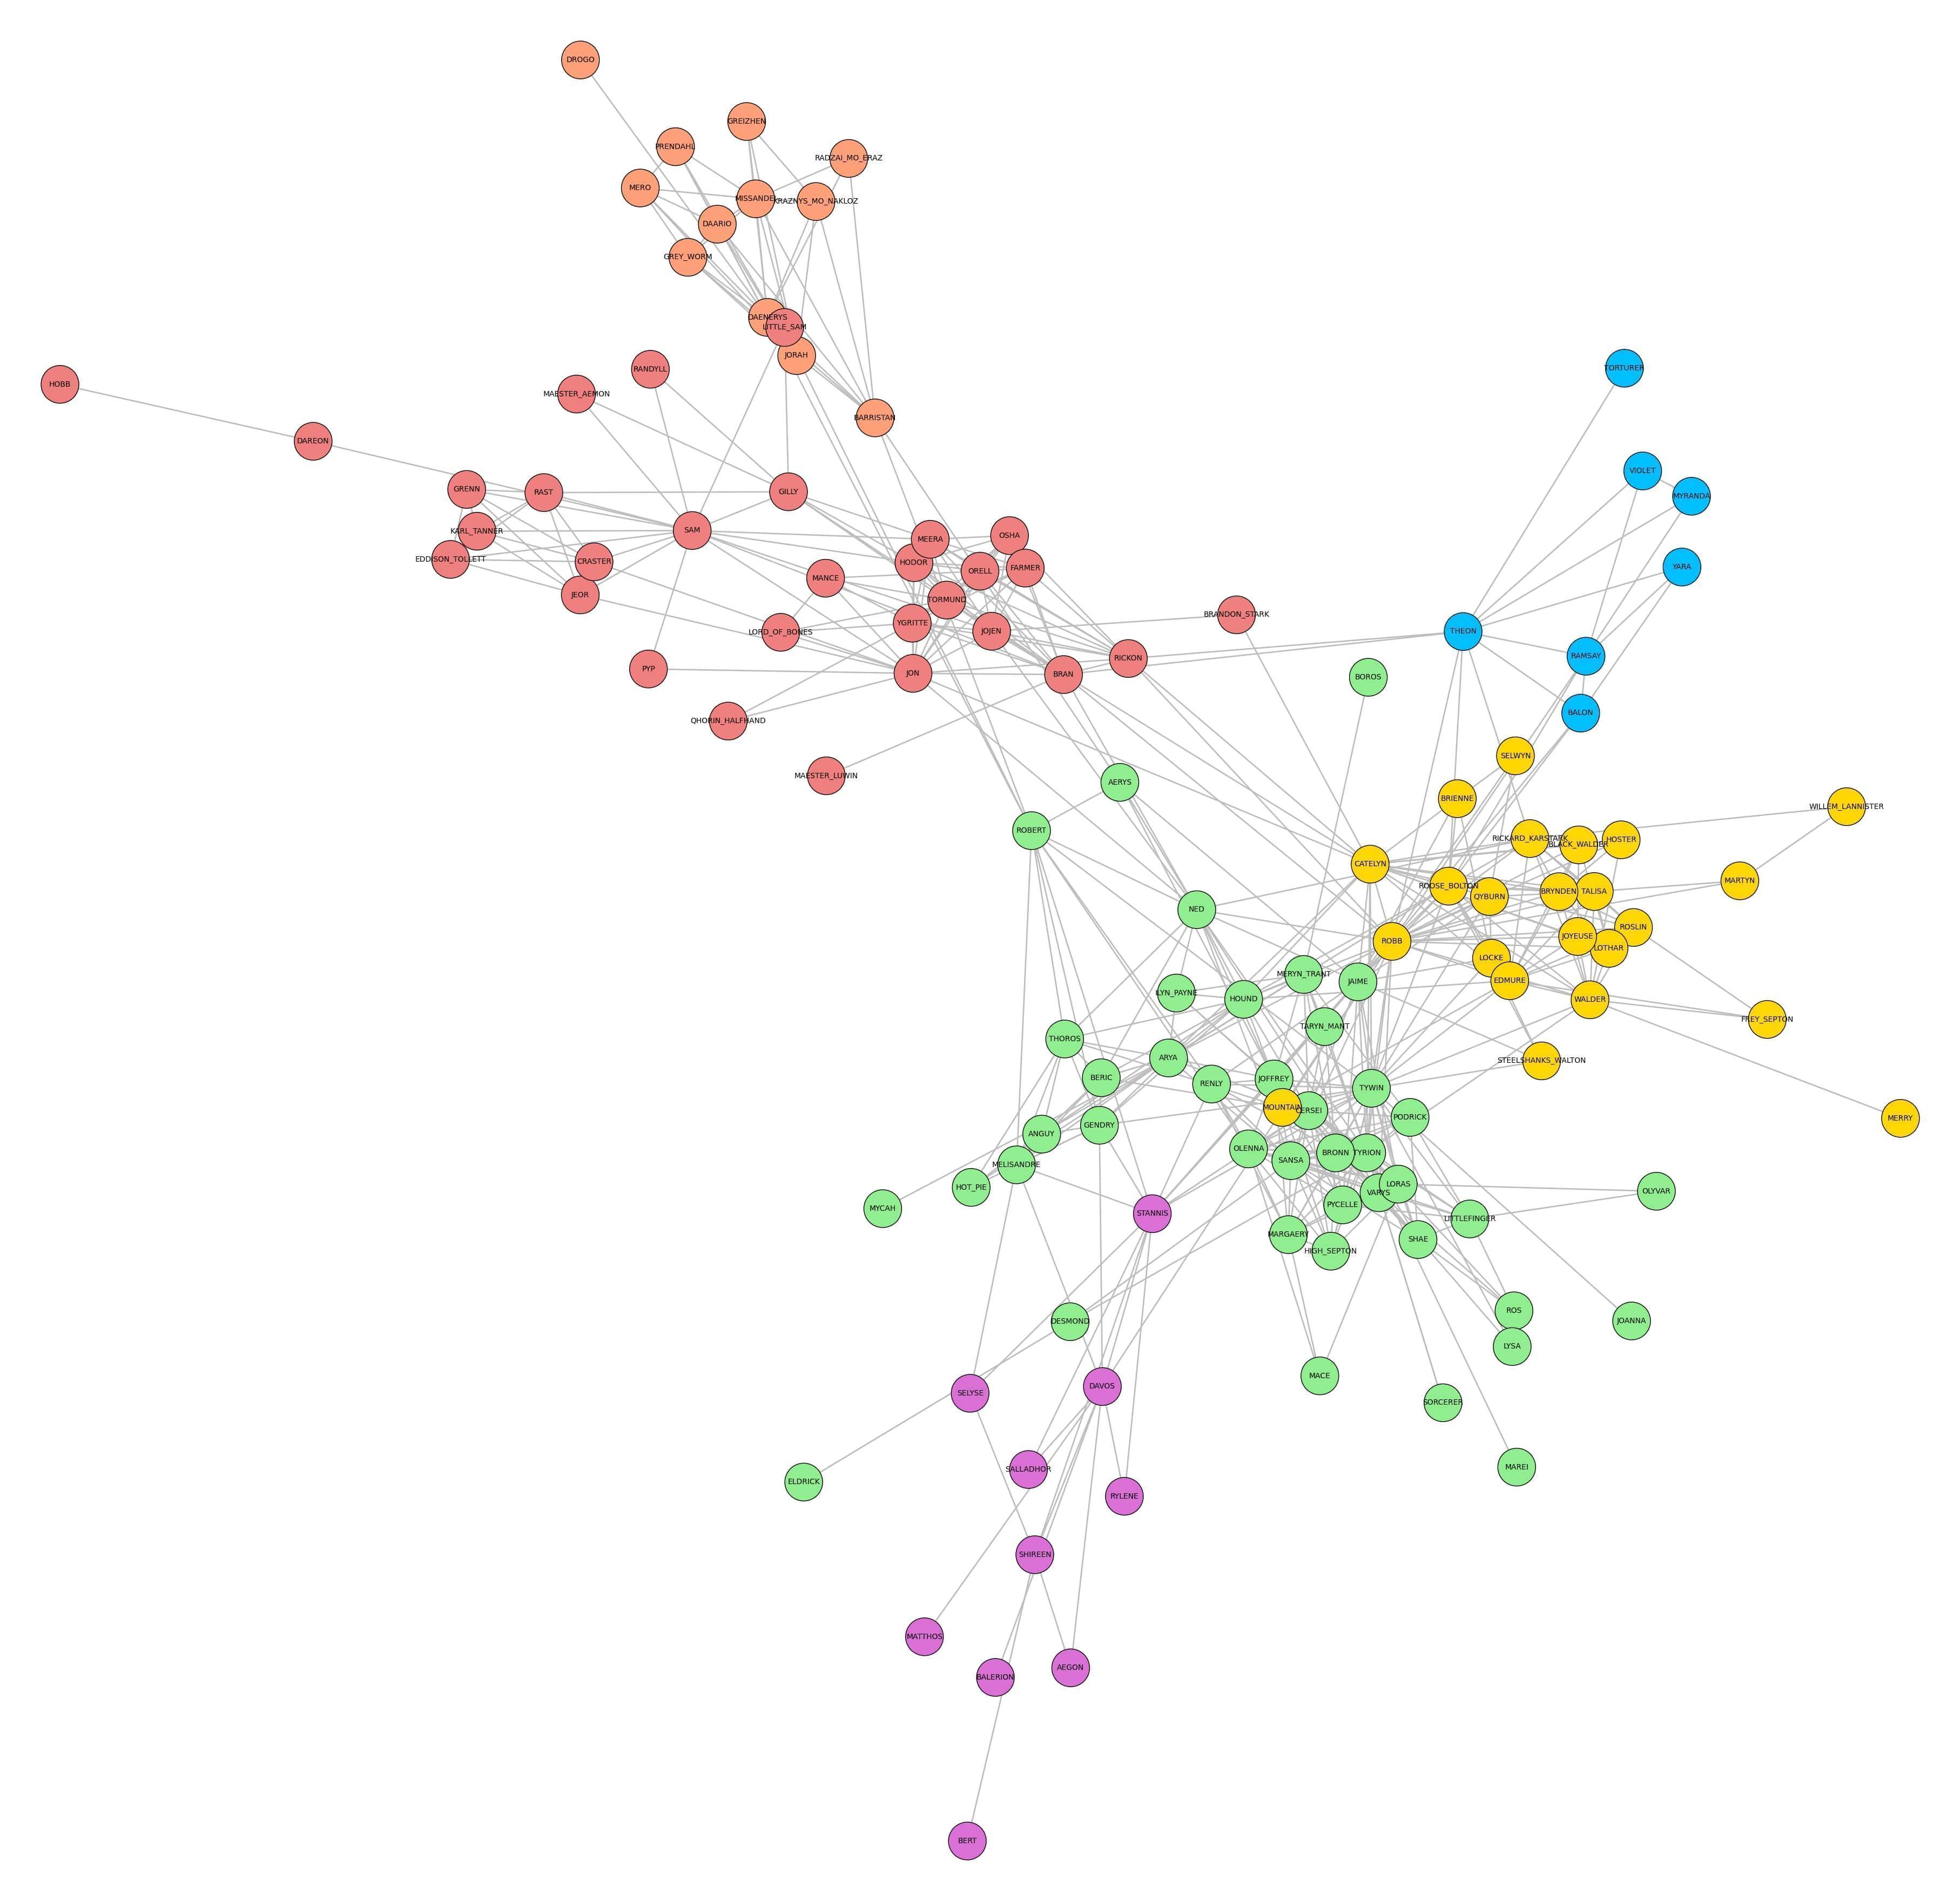 DROGO
GREIZHEN
PRENDAHL
RADZAI_MO_ERAZ
MERO
MISSANDEI
KRAZNYS_MO_NAKLOZ
DAARIO
GREY_WORM
DAENERYS
LITTLE_SAM
JORAH
RANDYLL
TORTURER
HOBB
MAESTER_AEMON
BARRISTAN
DAREON
VIOLET
GRENN
RAST
GILLY
MYRANDA
KARL_TANNER
SAM
OSHA
MEERA
EDDISON_TOLLETT
CRASTER
HODOR
ORELL
FARMER
YARA
MANCE
JEOR
TORMUND
BRANDON_STARK
YGRITTE
LORD_OF_BONES
JOJEN
THEON
RAMSAY
RICKON
PYP
JON
BRAN
BOROS
QHORIN_HALFHAND
BALON
SELWYN
MAESTER_LUWIN
AERYS
BRIENNE
WILLEM_LANNISTER
ROBERT
RICKARD_KARSTARK
HOSTER
BLACK_WALDER
CATELYN
MARTYN
ROOSE_BOLTON
BRYNDEN
TALISA
QYBURN
NED
ROSLIN
JOYEUSE
ROBB
LOTHAR
LOCKE
MERYN_TRANT
EDMURE
JAIME
ILYN_PAYNE
HOUND
WALDER
FREY_SEPTON
TARYN_MANT
THOROS
ARYA
STEELSHANKS_WALTON
BERIC
JOFFREY
RENLY
TYWIN
MOUNTAIN
CERSEI
PODRICK
MERRY
GENDRY
ANGUY
OLENNA
BRONN
TYRION
SANSA
MELISANDRE
LORAS
HOT_PIE
OLYVAR
VARYS
PYCELLE
MYCAH
STANNIS
LITTLEFINGER
MARGAERY
SHAE
HIGH_SEPTON
ROS
DESMOND
JOANNA
LYSA
MACE
DAVOS
SELYSE
SORCERER
MAREI
SALLADHOR
ELDRICK
RYLENE
SHIREEN
MATTHOS
AEGON
BALERION
BERT